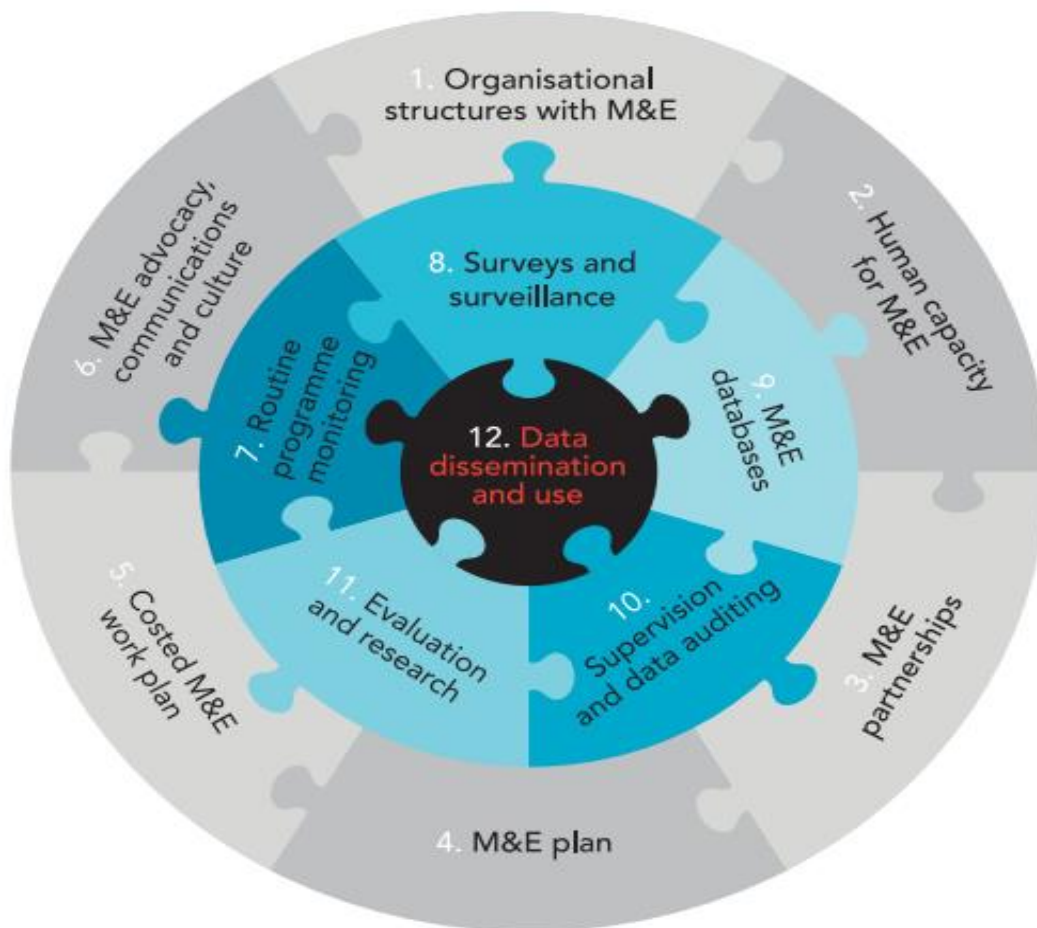 1. Organisational
structures with M&E
2. Human capacity
for M&E
3. M&E
partnerships
4. M&E plan
5. Costed M&E
work plan
6. M&E advocacy,
communications
and culture
7. Routine
programme
monitoring
8. Surveys and
surveillance
9. M&E
databases
10.
Supervision
and data auditing
11. Evaluation
and research
12. Data
dissemination
and use